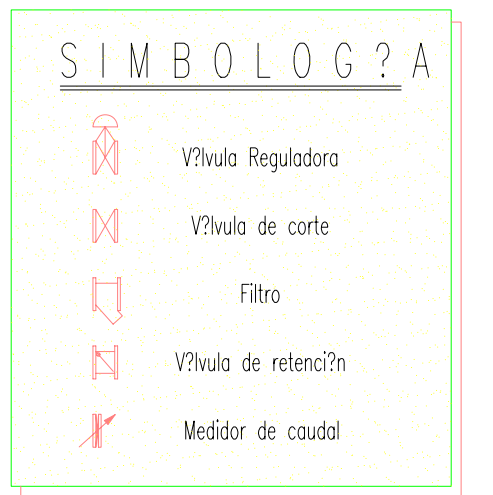 SIMBOLOG?A
V?lvula Reguladora
V?lvula de corte
Filtro
V?lvula de retenci?n
Medidor de caudal